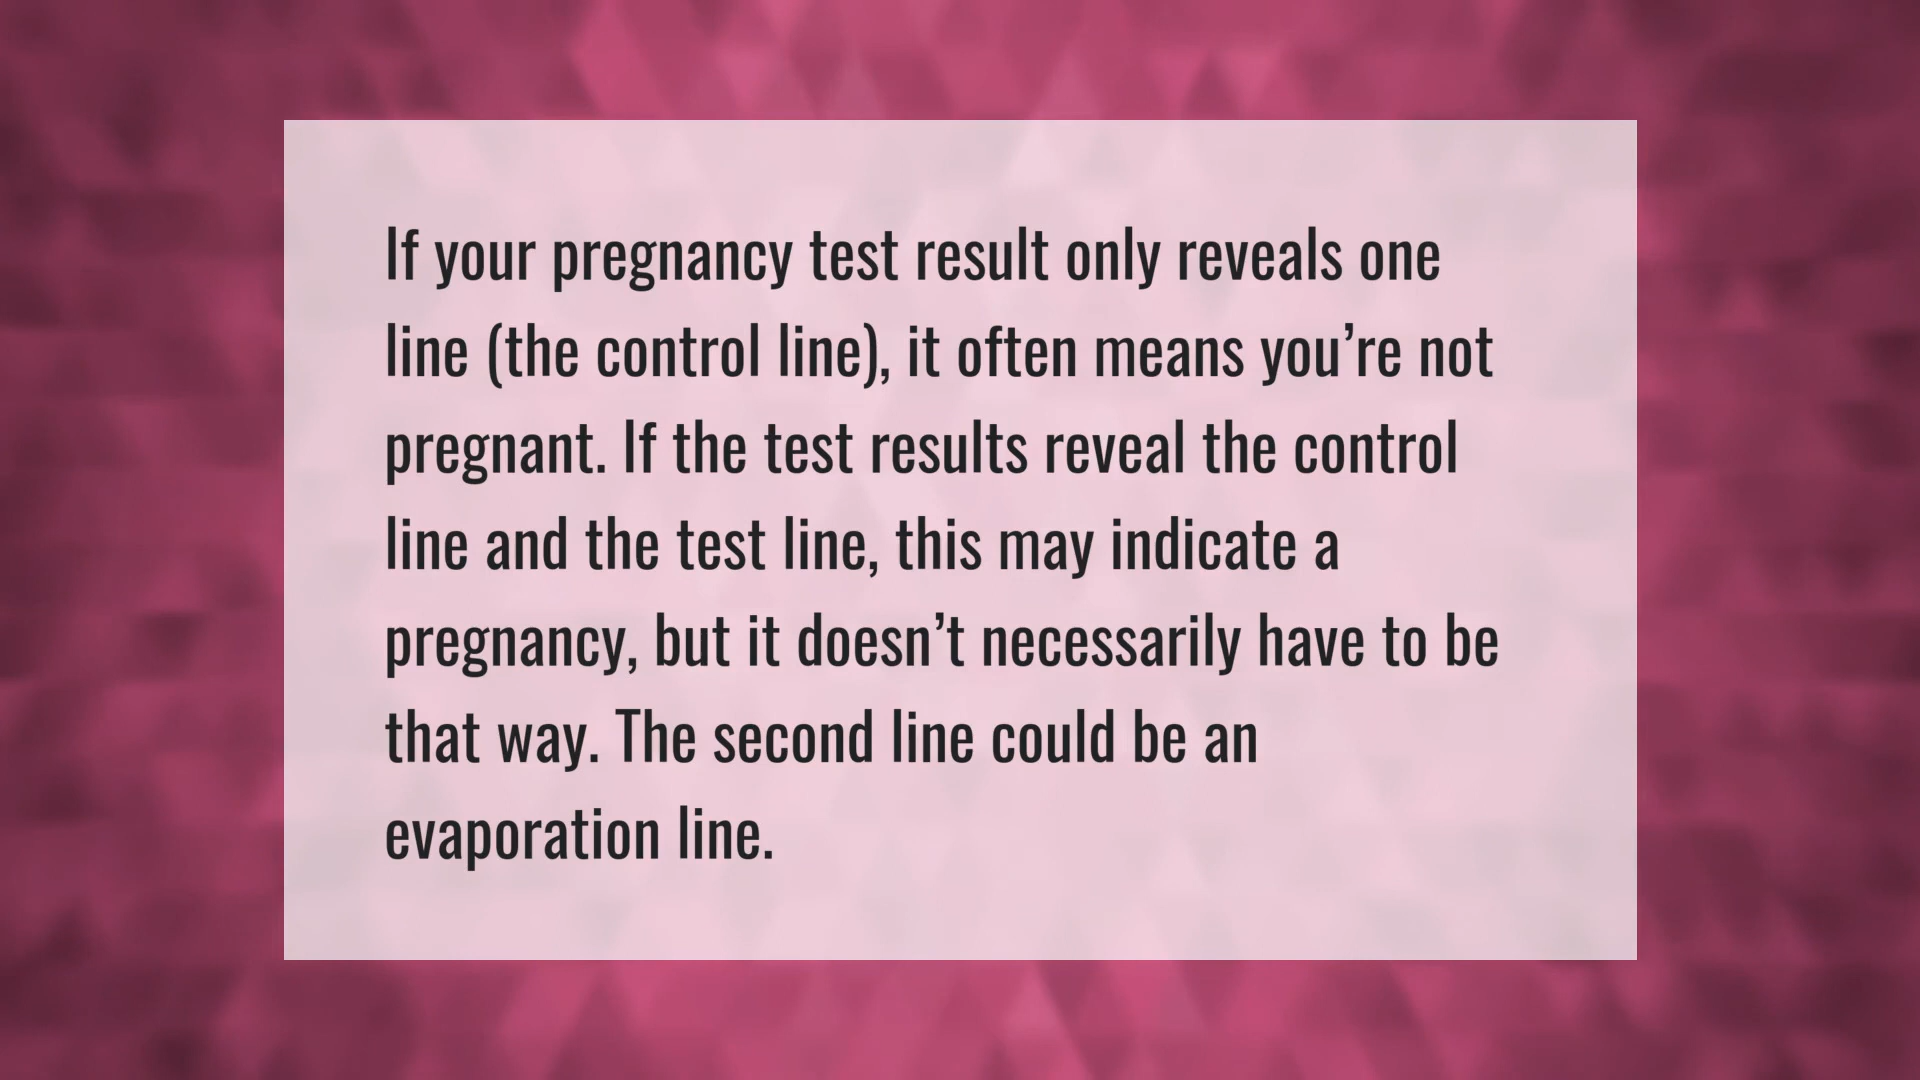 If your pregnancy test result only reveals one
line (the control line), it often means you’re not
pregnant. If the test results reveal the control
line and the test line, this may indicate a
pregnancy, but it doesn’t necessarily have to be
that way. The second line could be an
evaporation line.